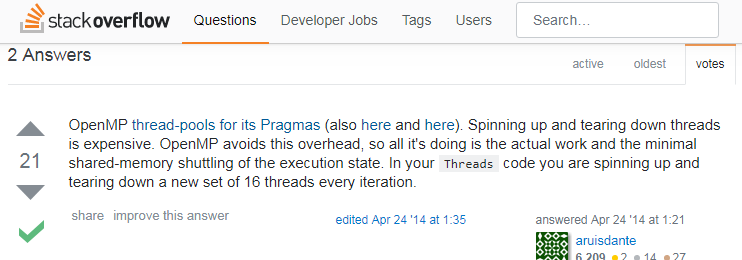 stackoverflow Questions Developer Jobs Tags Users Search…
2 Answers active oldest votes
OpenMP thread-pools for its Pragmas (also here and here). Spinning up and tearing down threads
is expensive. OpenMP avoids this overhead, so all it's doing is the actual work and the minimal
21
shared-memory shuttling of the execution state. In your Threads code you are spinning up and
tearing down a new set of 16 threads every iteration.
share improve this answer edited Apr 24 '14 at 1:35 answered Apr 24 '14 at 1:21
aruisdante
6,209 2 14 27